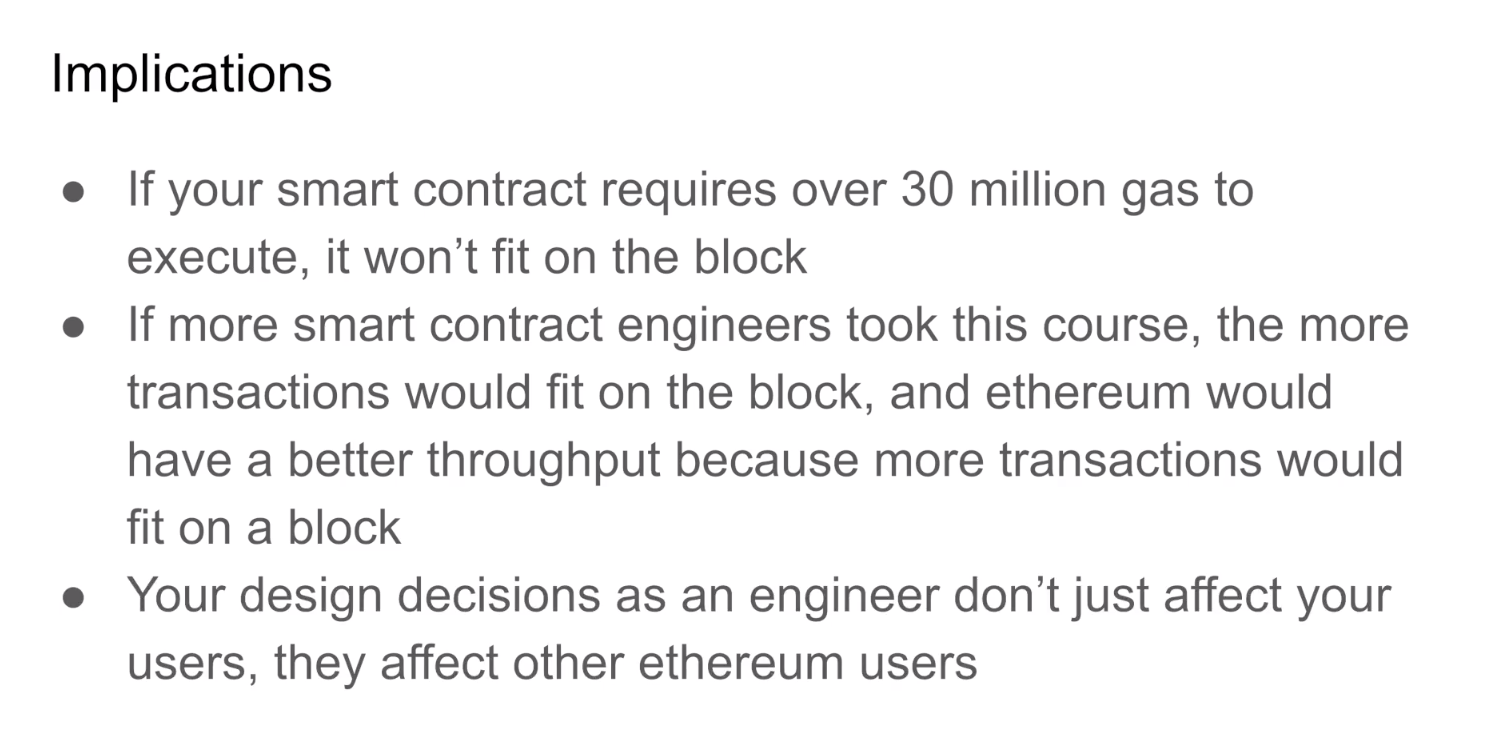 Implications
● If your smart contract requires over 30 million gas to
execute, it won’t fit on the block
● If more smart contract engineers took this course, the more
transactions would fit on the block, and ethereum would
have a better throughput because more transactions would
fit on a block
● Your design decisions as an engineer don’t just affect your
users, they affect other ethereum users